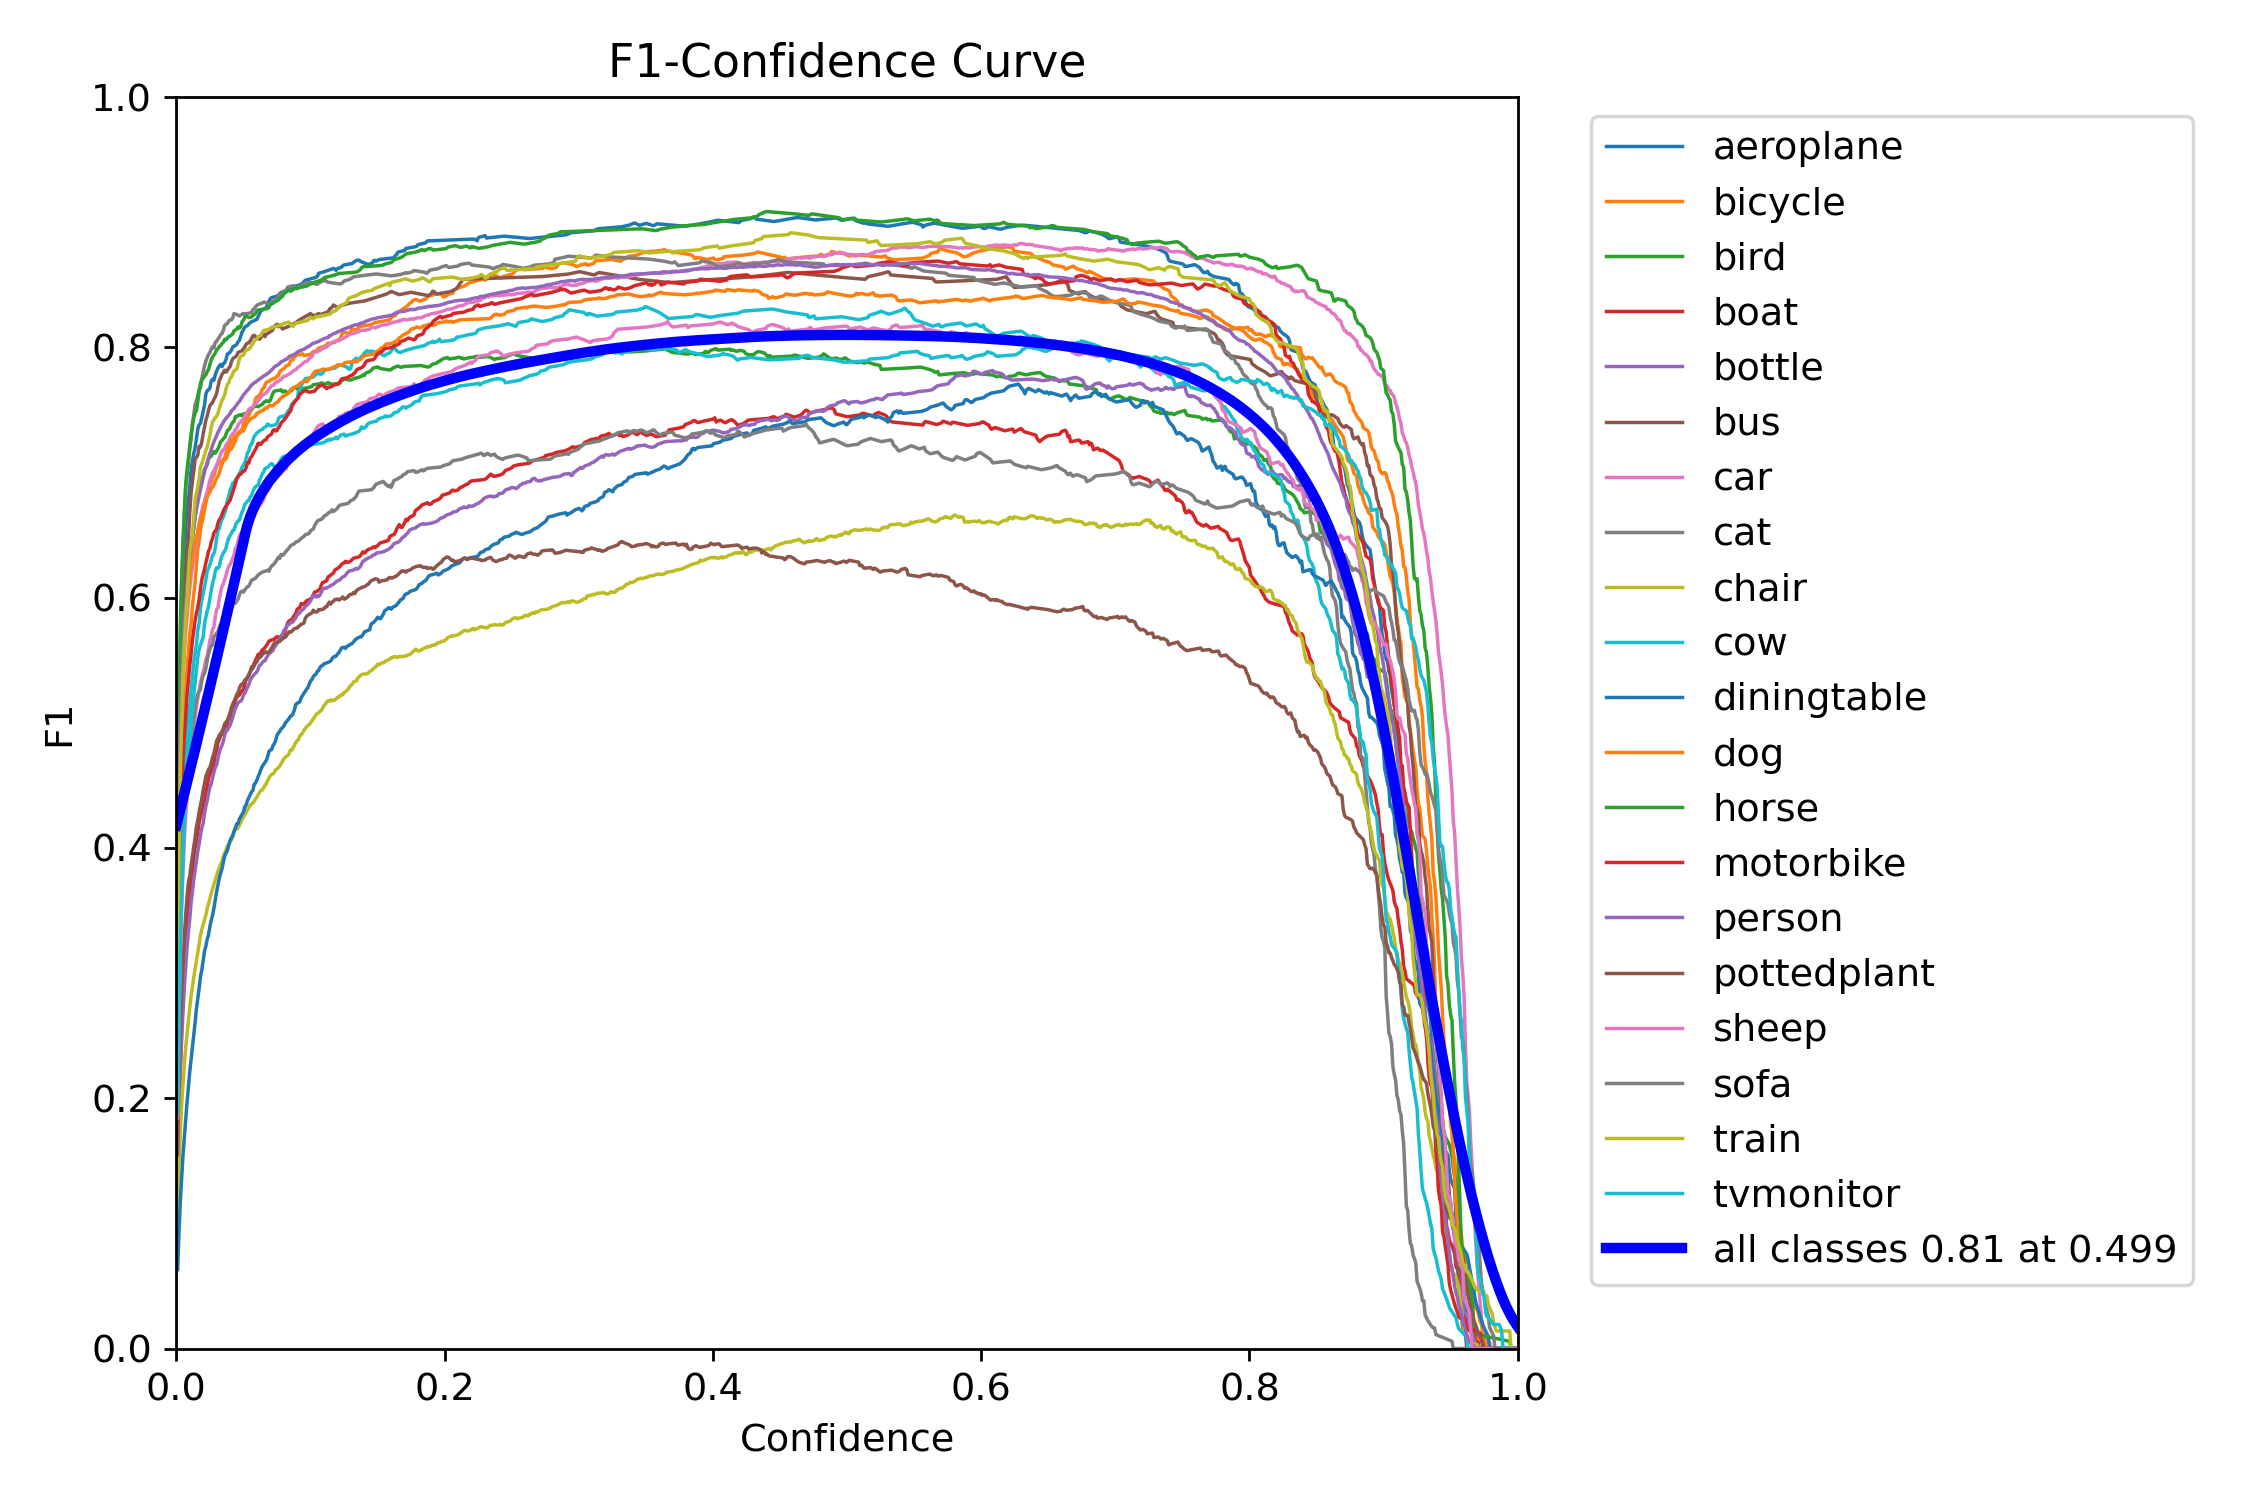 F1-Confidence Curve
1.0
0.8
0.6
0.4
0.2
0.0
F1
0.0 0.2 0.4 0.6 0.8 1.0
Confidence
aeroplane
bicycle
bird
boat
bottle
bus
car
cat
chair
cow
diningtable
dog
horse
motorbike
person
pottedplant
sheep
sofa
train
tvmonitor
all classes 0.81 at 0.499